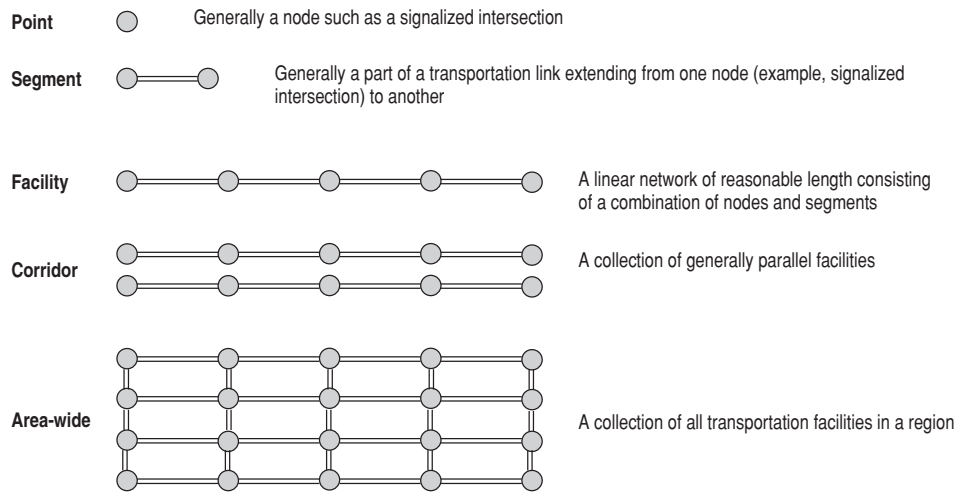 Point
Generally a node such as a signalized intersection
Segment
Generally a part of a transportation link extending from one node (example, signalized
intersection) to another
Facility
A linear network of reasonable length consisting
of a combination of nodes and segments
Corridor
A collection of generally parallel facilities
Area-wide
A collection of all transportation facilities in a region